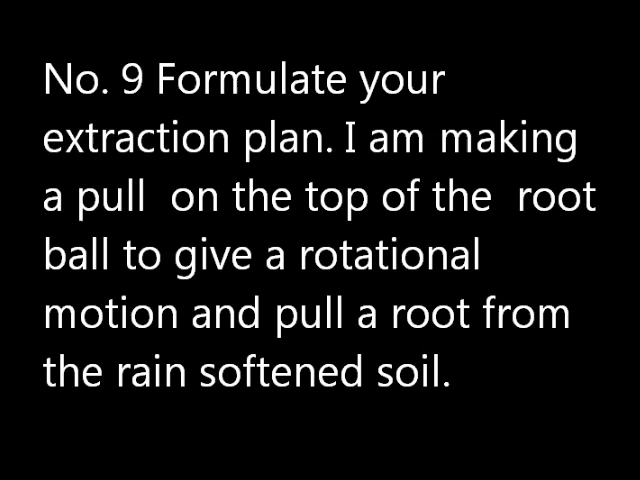 No. 9 Formulate your
extraction plan. I am making
a pull  on the top of the  root
ball to give a rotational
motion and pull a root from
the rain softened soil.